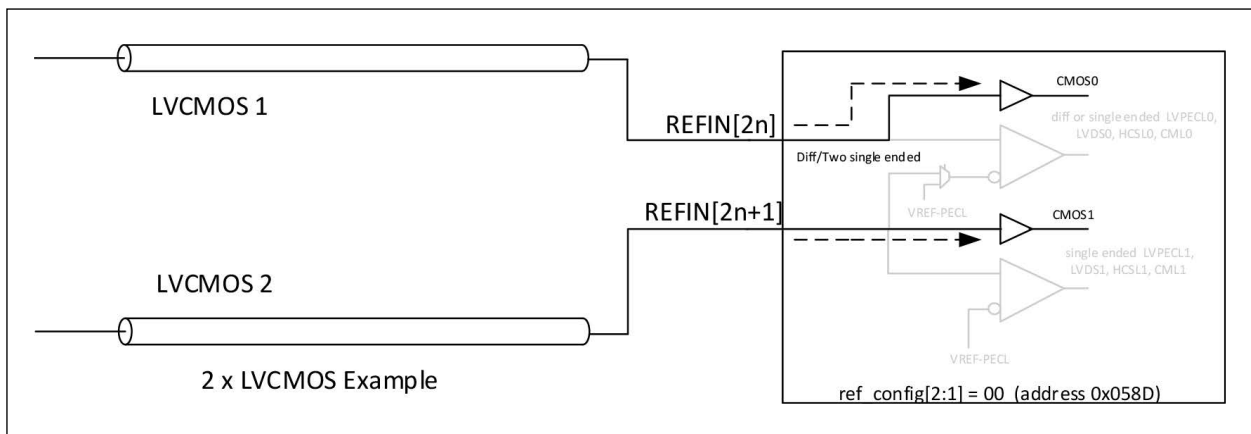 LVCMOS 1
REFIN[2n]
Diff/Two single ended
CMOS0
diff or single ended LVPECL0,
LVDS0, HCSL0, CML0
VREF-PECL
REFIN[2n+1]
CMOS1
single ended LVPECL1,
LVDS1, HCSL1, CML1
VREF-PECL
LVCMOS 2
2 x LVCMOS Example
ref_config[2:1] = 00 (address 0x058D)